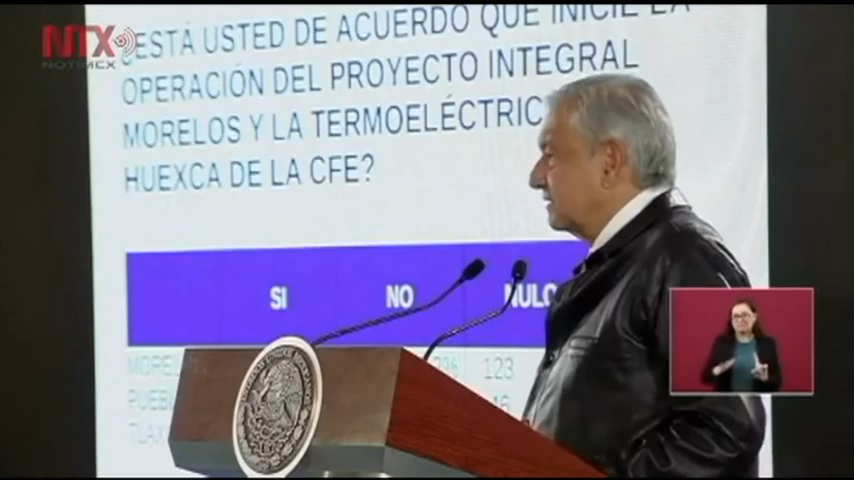 NTX
NOTIMEX
¿ESTÁ USTED DE ACUERDO QUE INICIE LA
OPERACIÓN DEL PROYECTO INTEGRAL
MORELOS Y LA
HUEXCA DE LA CFE?
SI NO NULO
123